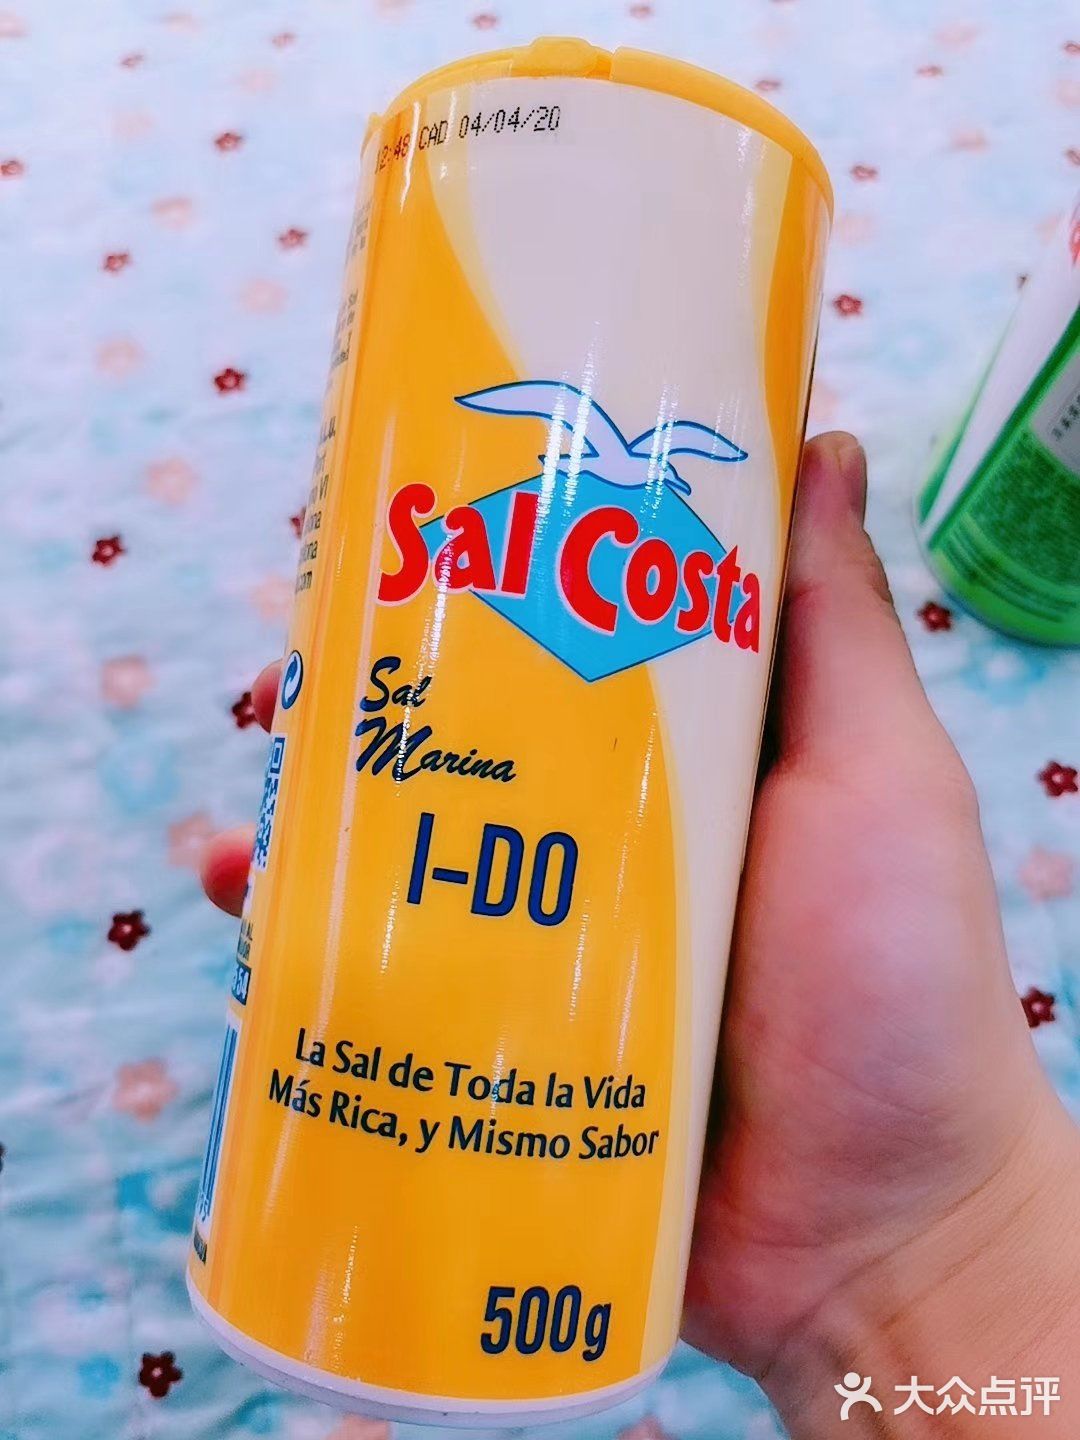 12:48 CAD 04/04/20
Sal Costa
Sal
Marina
I-DO
La Sal de Toda la Vida
Más Rica, y Mismo Sabor
500g
大众点评